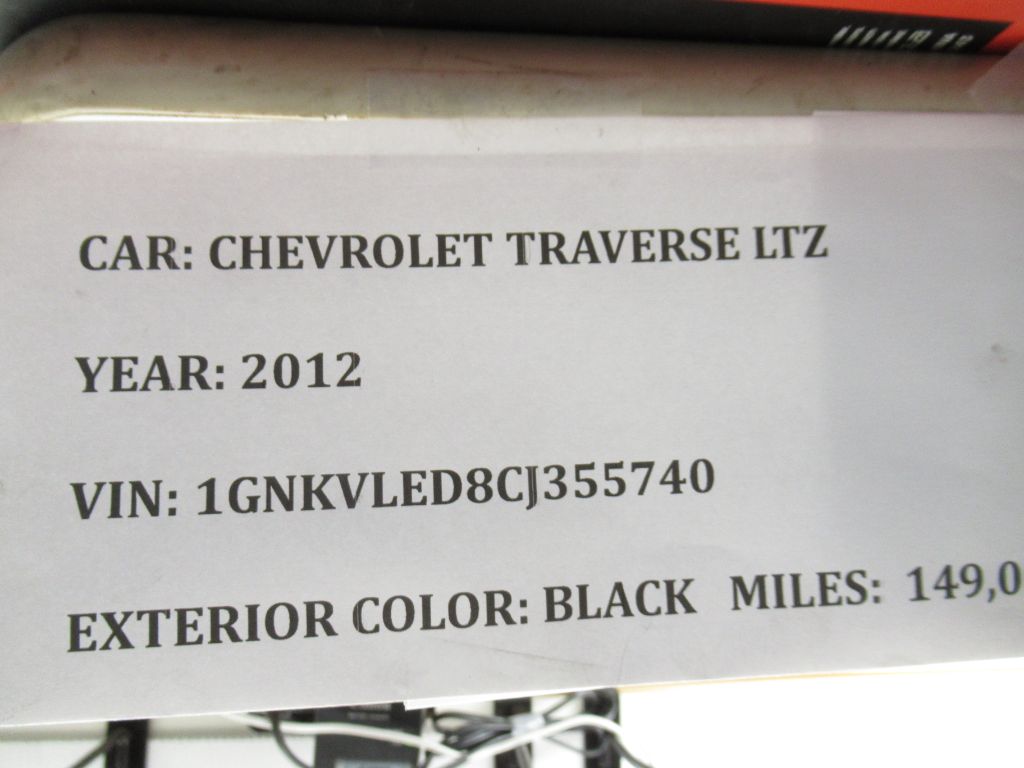 CAR: CHEVROLET TRAVERSE LTZ
YEAR: 2012
VIN: 1GNKVLED8CJ355740
EXTERIOR COLOR: BLACK MILES: 149,0